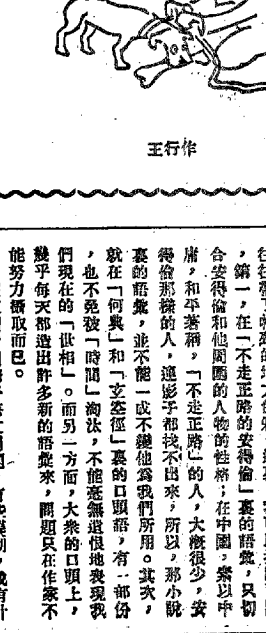 王行作
，第一，在「不走正路的安得倫」裏的語彙，只切
合安得倫和他周圍的人物的性格；在中國，素以中
庸，和平著稱，「不走正路」的人，大概很少，安
得倫那樣的人，連影子都找不出來，所以，那小說
裏的語彙，並不能一成不變地爲我們所用。其次，
就在「何典」和「玄空經」裏的口頭語，有一部份
，也不免被「時間」淘汰，不能毫無遺恨地表現我
們現在的「世相」。而另一方面，大衆的口頭上，
幾乎每天都造出許多新的語彙來，問題只在作家不
能努力攝取而已。